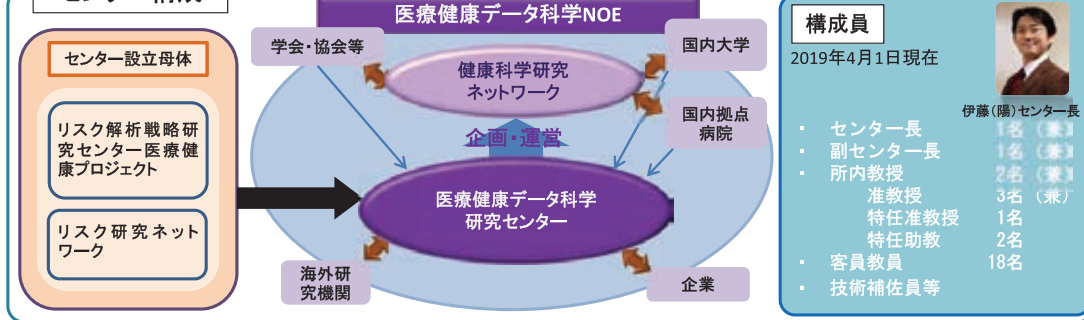 センター構成
センター設立母体
リスク解析戦略研
究センター医療健
康プロジェクト
リスク研究ネット
ワーク
医療健康データ科学NOE
学会・協会等
国内大学
健康科学研究
ネットワーク
国内拠点
病院
企画・運営
医療健康データ科学
研究センター
海外研
究機関
企業
構成員
2019年4月1日現在
伊藤(陽)センター長
・ センター長 1名 (兼)
・ 副センター長 1名 (兼)
・ 所内教授 2名 (兼)
准教授 3名 (兼)
特任准教授 1名
特任助教 2名
・ 客員教員 18名
・ 技術補佐員等